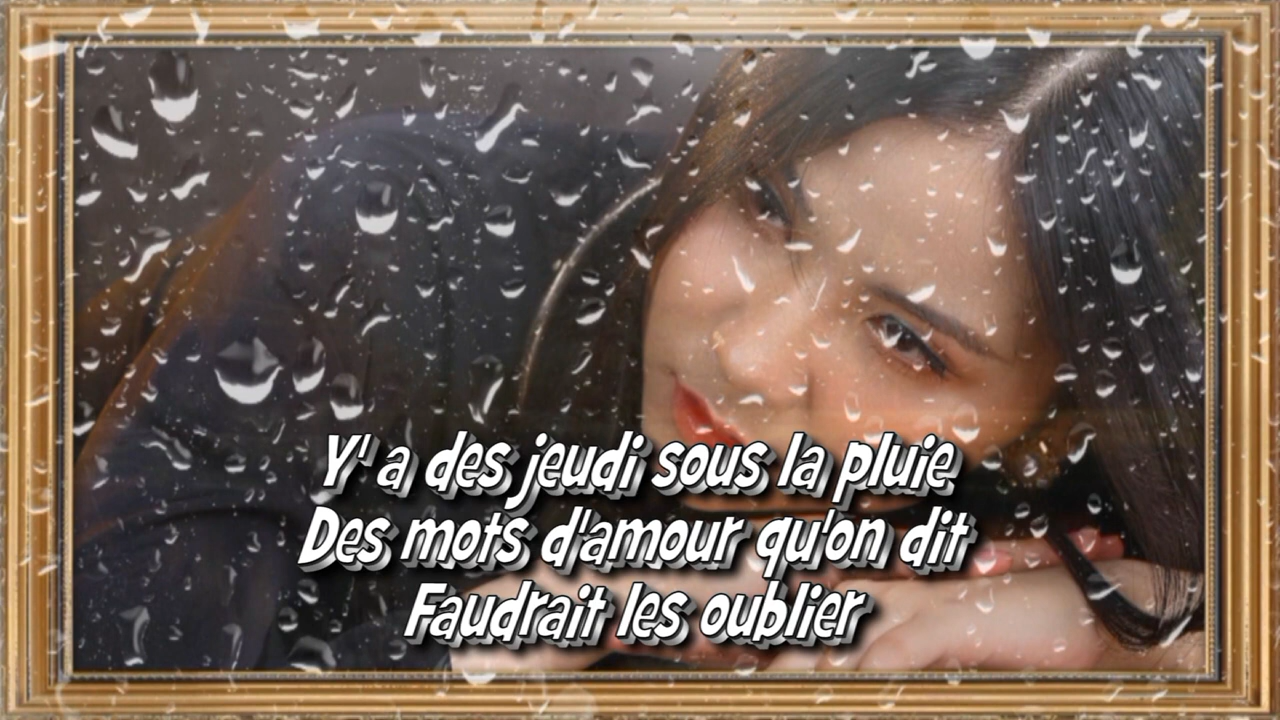 Y' a des jeudi sous la pluie
Des mots d'amour qu'on dit
Faudrait les oublier